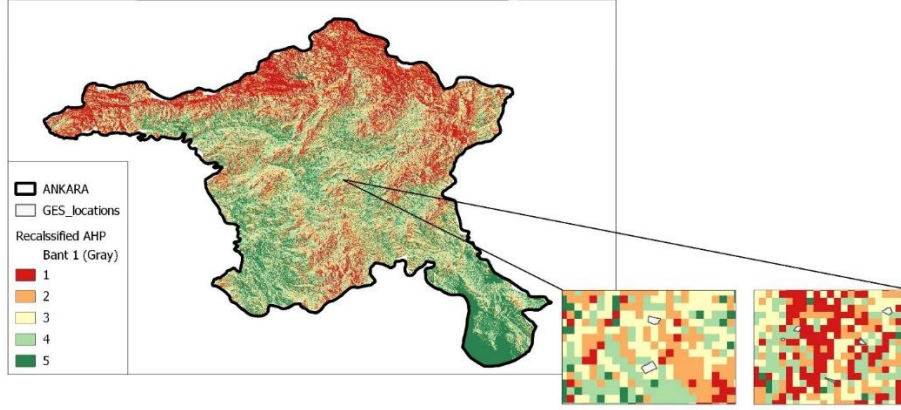 ANKARA
GES_locations
Recalssified AHP
Bant 1 (Gray)
1
2
3
4
5